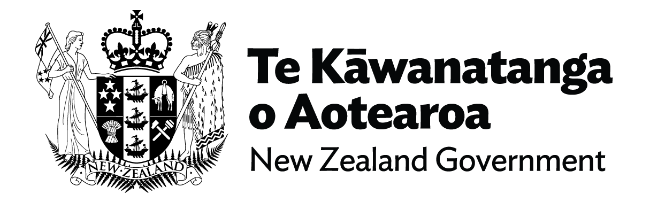 Te Kāwanatanga
o Aotearoa
New Zealand Government
NEW ZEALAND